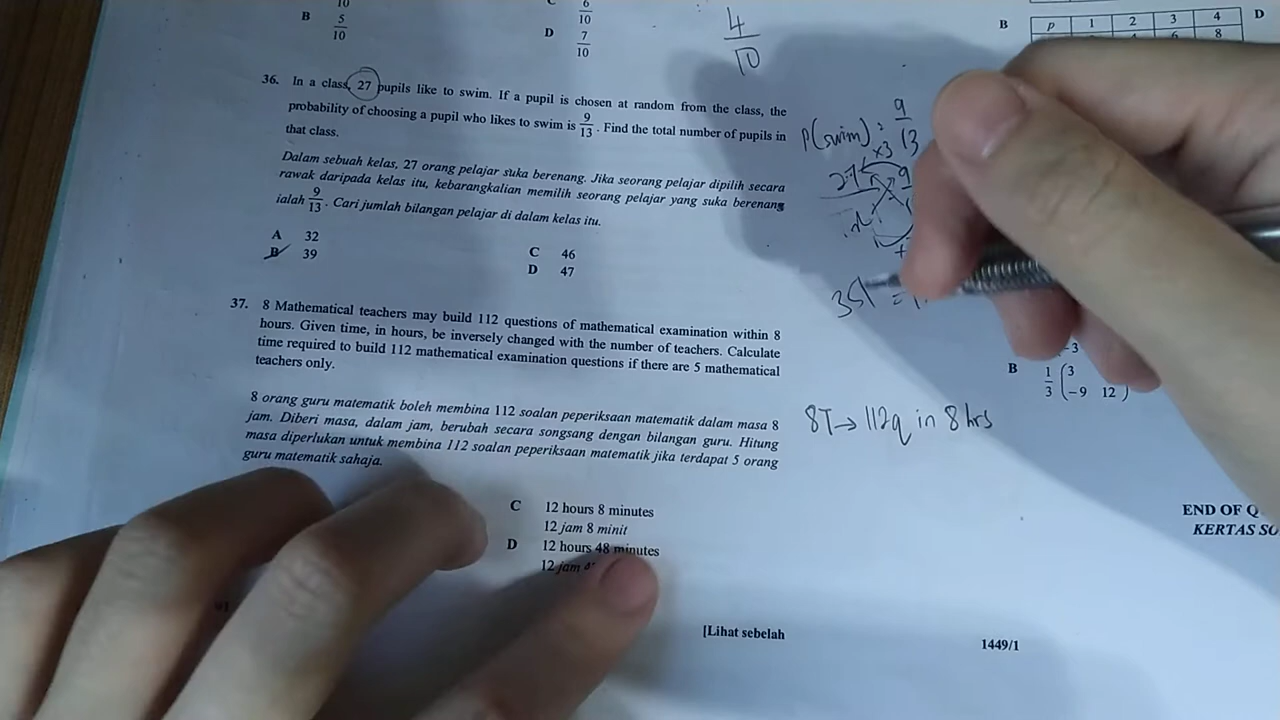 10
B 5/10
C 6/10
D 7/10
4/10
36. In a class, 27 pupils like to swim. If a pupil is chosen at random from the class, the
probability of choosing a pupil who likes to swim is 9/13. Find the total number of pupils in
that class.
Dalam sebuah kelas, 27 orang pelajar suka berenang. Jika seorang pelajar dipilih secara
rawak daripada kelas itu, kebarangkalian memilih seorang pelajar yang suka berenang
ialah 9/13. Cari jumlah bilangan pelajar di dalam kelas itu.
A 32
B 39
C 46
D 47
P(swim) : 9/13
×3
27 9
x
351 =
37. 8 Mathematical teachers may build 112 questions of mathematical examination within 8
hours. Given time, in hours, be inversely changed with the number of teachers. Calculate
time required to build 112 mathematical examination questions if there are 5 mathematical
teachers only.
8 orang guru matematik boleh membina 112 soalan peperiksaan matematik dalam masa 8
jam. Diberi masa, dalam jam, berubah secara songsang dengan bilangan guru. Hitung
masa diperlukan untuk membina 112 soalan peperiksaan matematik jika terdapat 5 orang
guru matematik sahaja.
8T → 112q in 8 hrs
C 12 hours 8 minutes
12 jam 8 minit
D 12 hours 48 minutes
12 jam
[Lihat sebelah
1449/1
B
P 1 2 3 4
6 8
D
-3
B 1/3 (3
-9 12)
END OF Q
KERTAS SO